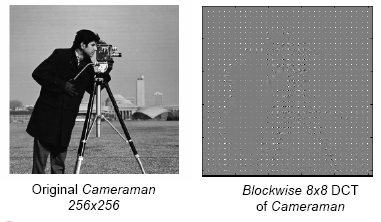 Original Cameraman
256x256
Blockwise 8x8 DCT
of Cameraman